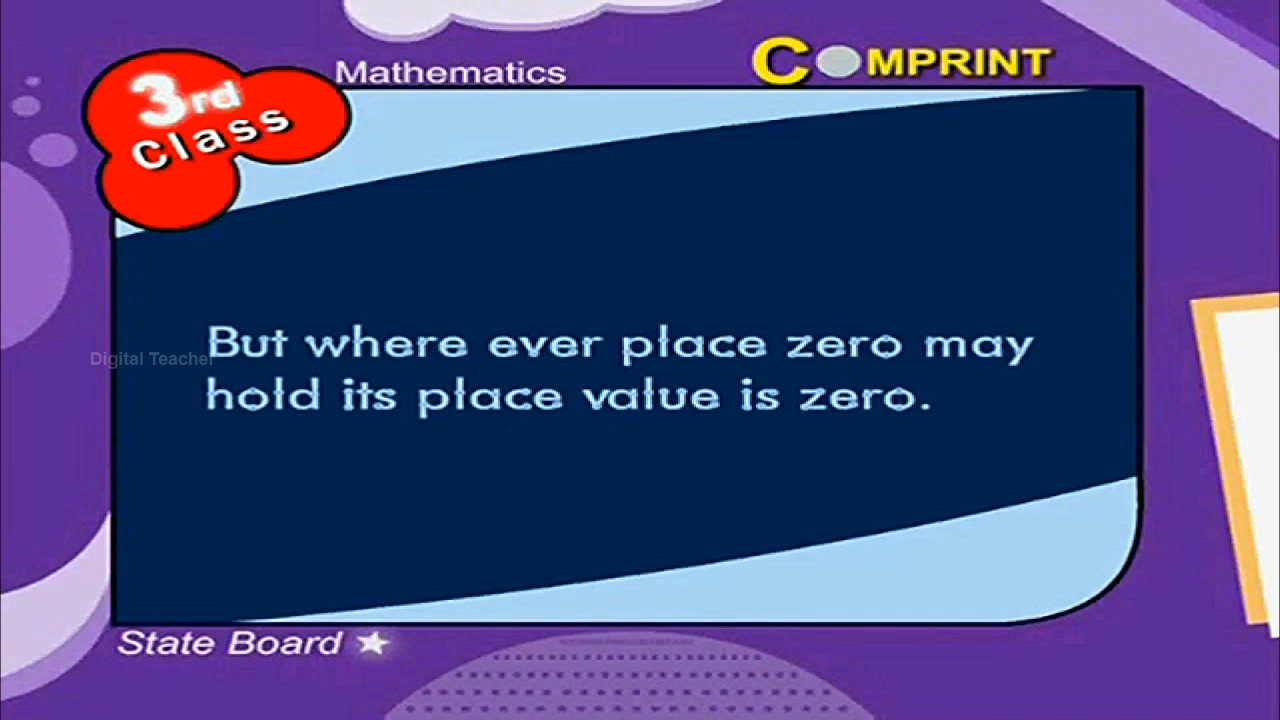 Mathematics
COMPRINT
3rd
Class
But where ever place zero may
hold its place value is zero.
Digital Teacher
State Board